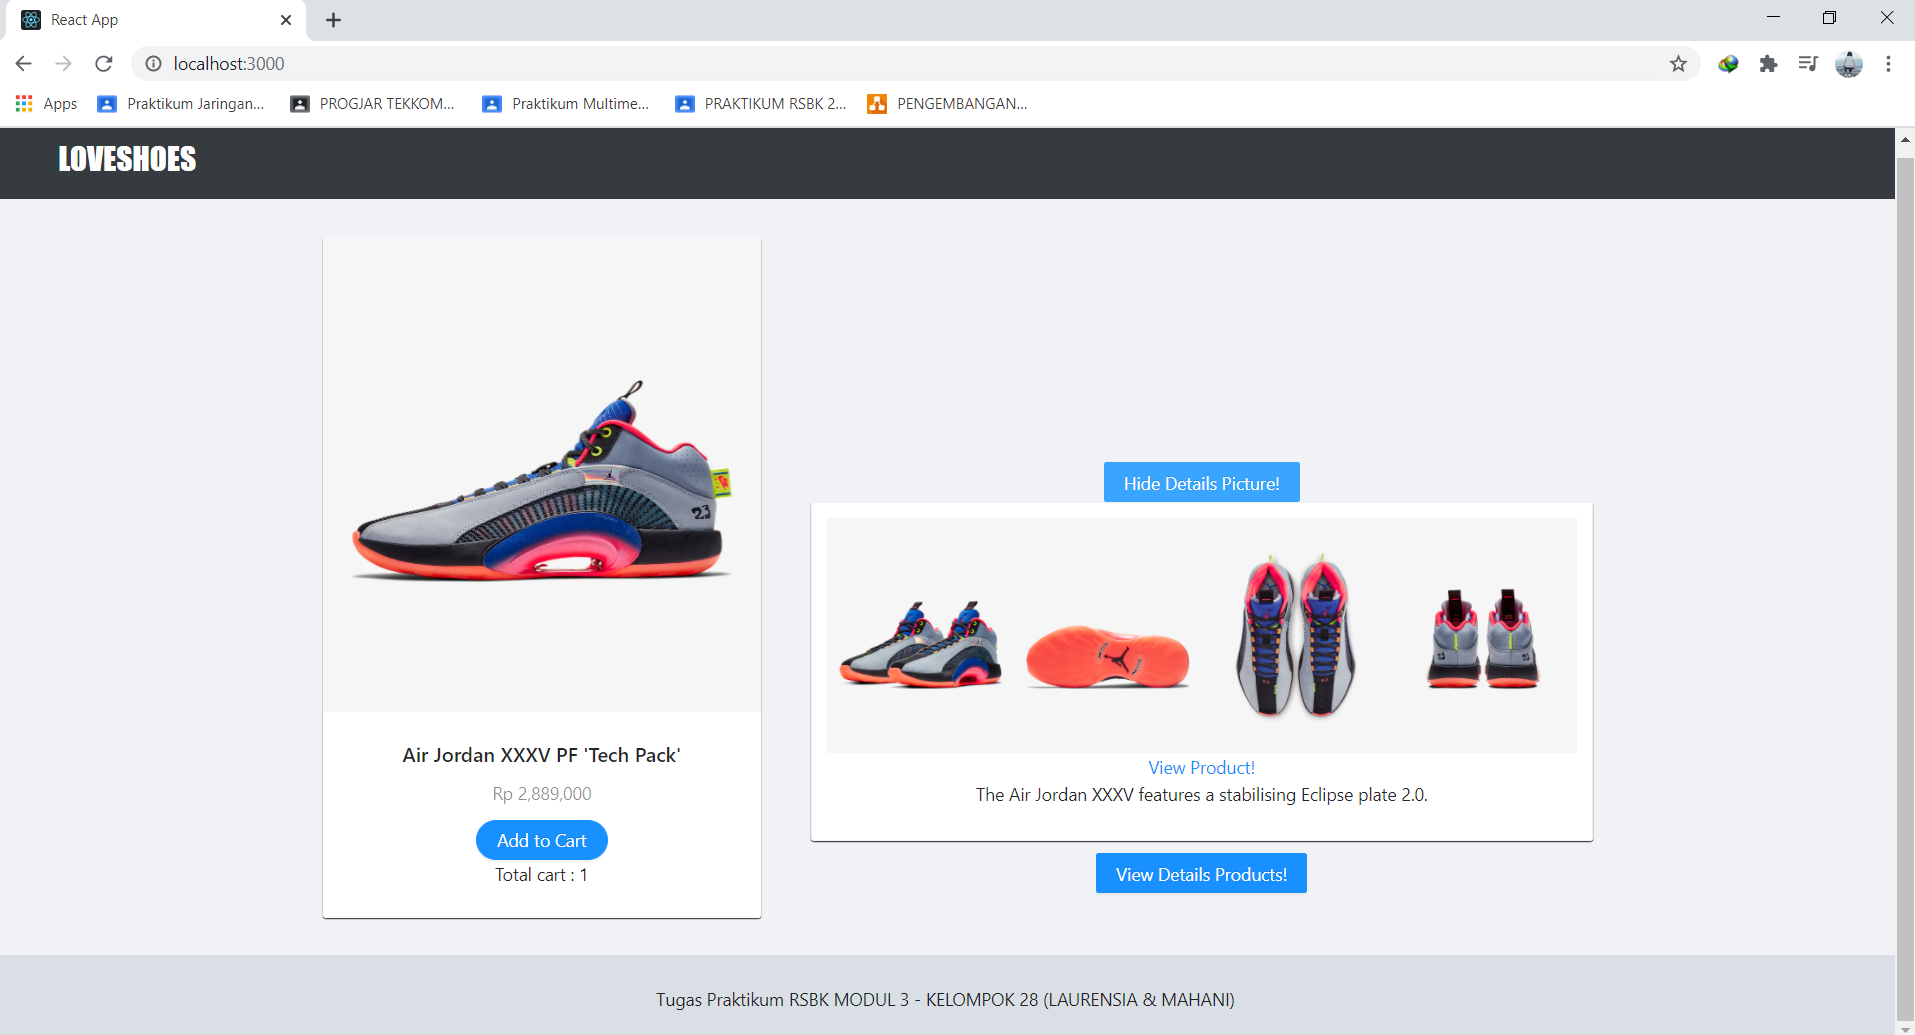 React App
localhost:3000
Apps
Praktikum Jaringan...
PROGJAR TEKKOM...
Praktikum Multime...
PRAKTIKUM RSBK 2...
PENGEMBANGAN...
LOVESHOES
23
Air Jordan XXXV PF 'Tech Pack'
Rp 2,889,000
Add to Cart
Total cart : 1
Hide Details Picture!
View Product!
The Air Jordan XXXV features a stabilising Eclipse plate 2.0.
View Details Products!
Tugas Praktikum RSBK MODUL 3 - KELOMPOK 28 (LAURENSIA & MAHANI)